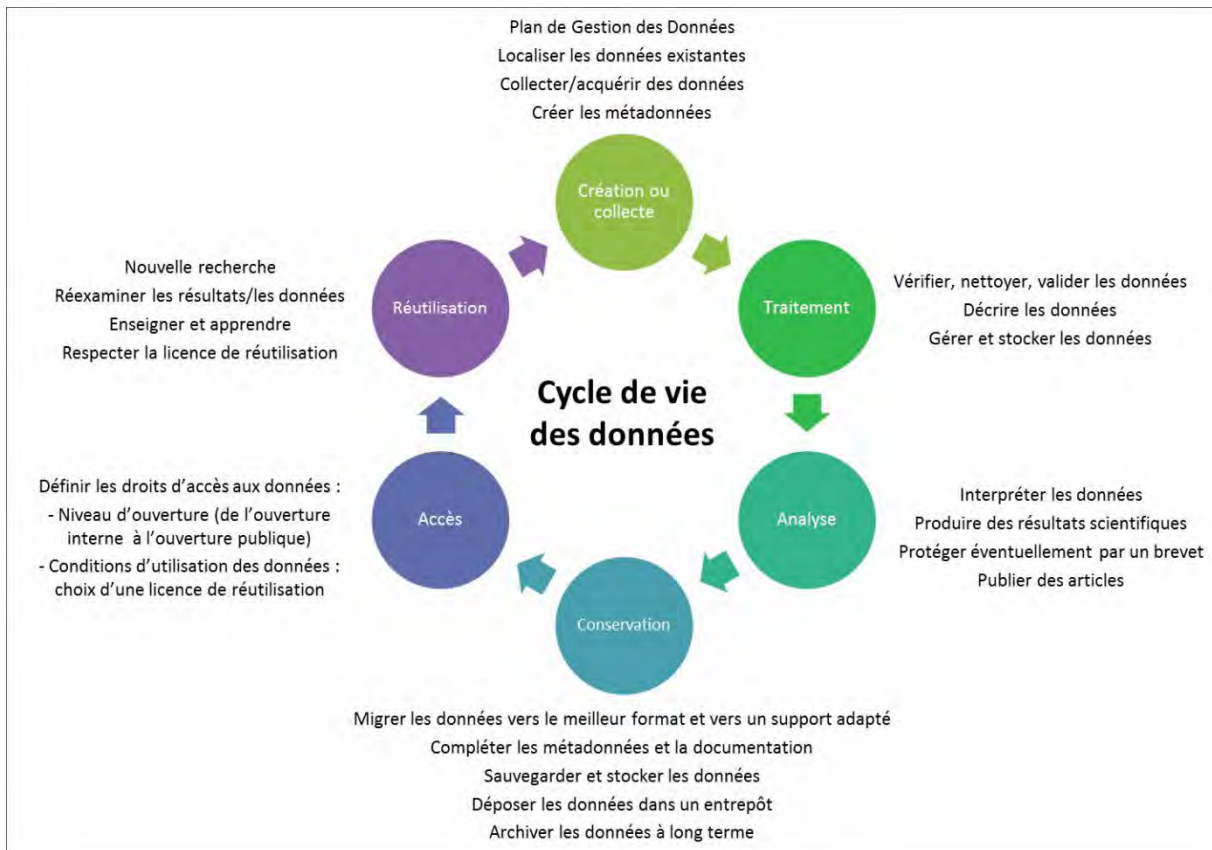 Plan de Gestion des Données
Localiser les données existantes
Collecter/acquérir des données
Créer les métadonnées
Création ou
collecte
Traitement
Vérifier, nettoyer, valider les données
Décrire les données
Gérer et stocker les données
Analyse
Interpréter les données
Produire des résultats scientifiques
Protéger éventuellement par un brevet
Publier des articles
Conservation
Migrer les données vers le meilleur format et vers un support adapté
Compléter les métadonnées et la documentation
Sauvegarder et stocker les données
Déposer les données dans un entrepôt
Archiver les données à long terme
Accès
Définir les droits d'accès aux données :
- Niveau d'ouverture (de l'ouverture
interne à l'ouverture publique)
- Conditions d'utilisation des données :
choix d'une licence de réutilisation
Réutilisation
Nouvelle recherche
Réexaminer les résultats/les données
Enseigner et apprendre
Respecter la licence de réutilisation
Cycle de vie
des données